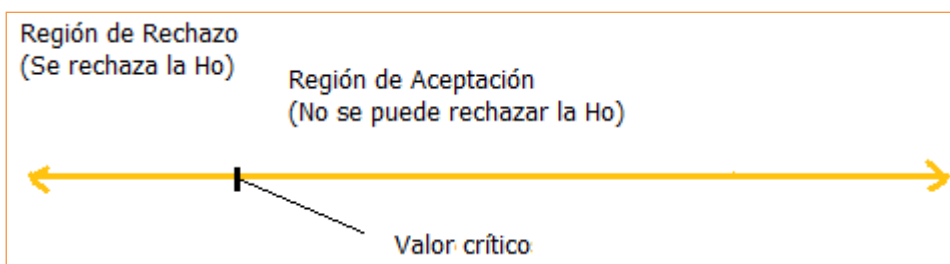 Región de Rechazo
(Se rechaza la Ho)
Región de Aceptación
(No se puede rechazar la Ho)
Valor crítico